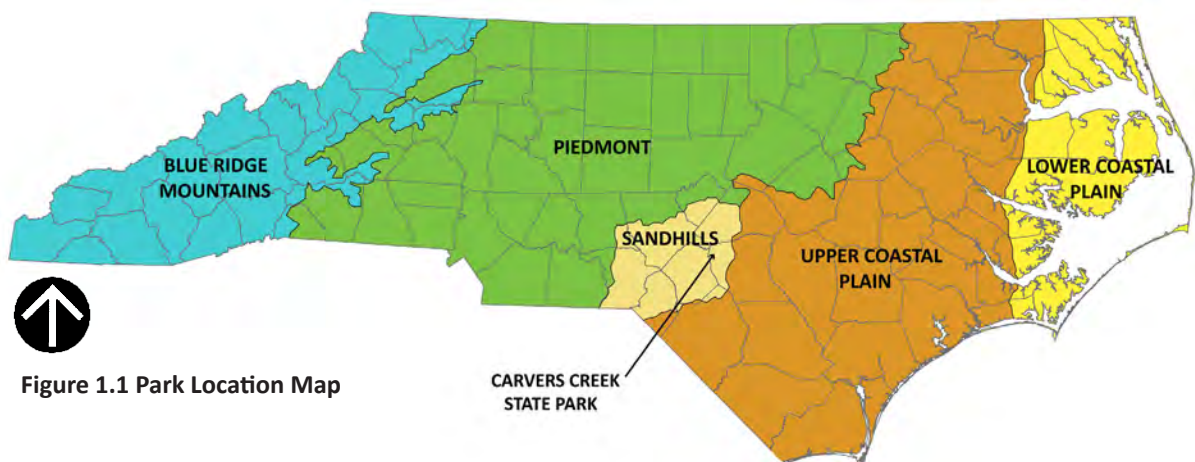 BLUE RIDGE
MOUNTAINS
PIEDMONT
LOWER COASTAL
PLAIN
SANDHILLS
UPPER COASTAL
PLAIN
CARVERS CREEK
STATE PARK
Figure 1.1 Park Location Map